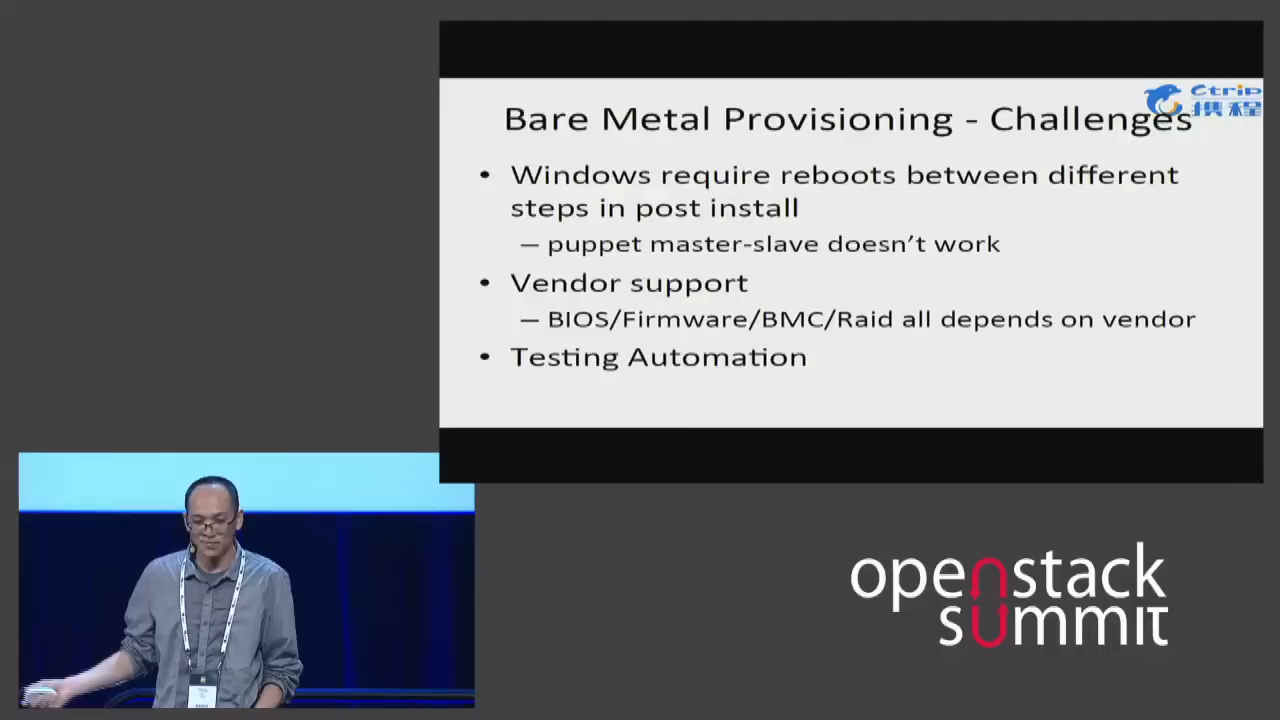 Ctrip
携程
Bare Metal Provisioning - Challenges
• Windows require reboots between different
steps in post install
– puppet master-slave doesn't work
• Vendor support
– BIOS/Firmware/BMC/Raid all depends on vendor
• Testing Automation
openstack
summit